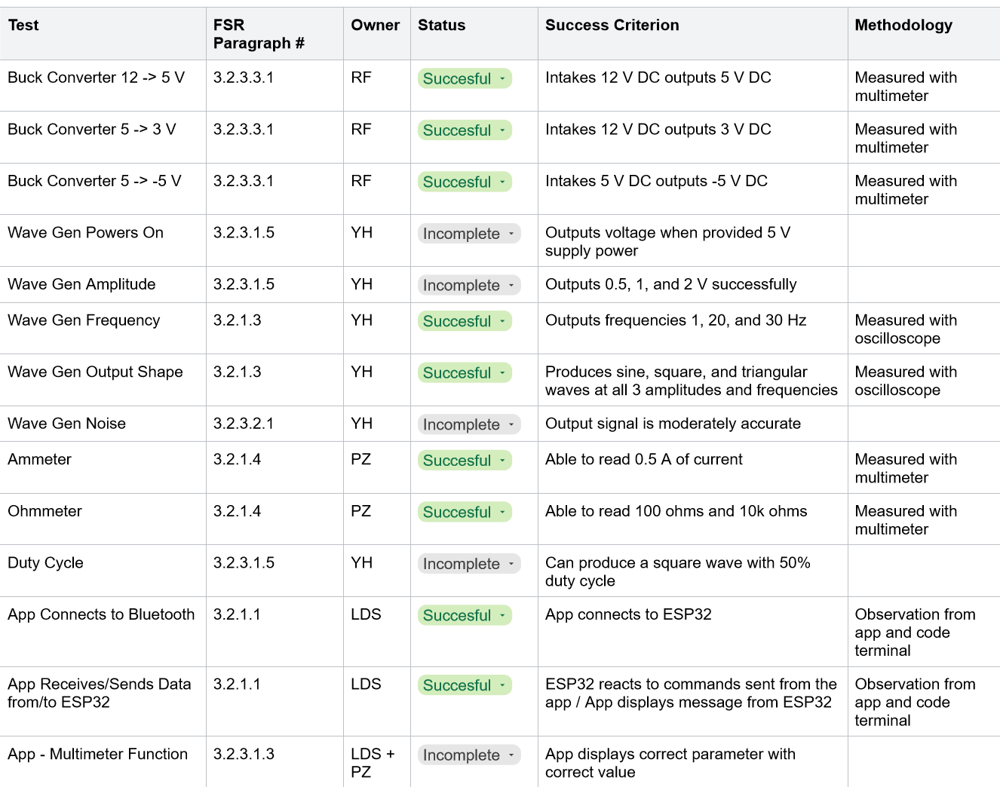 Test FSR Paragraph # Owner Status Success Criterion Methodology
Buck Converter 12 -> 5 V 3.2.3.3.1 RF Succesful Intakes 12 V DC outputs 5 V DC Measured with multimeter
Buck Converter 5 -> 3 V 3.2.3.3.1 RF Succesful Intakes 12 V DC outputs 3 V DC Measured with multimeter
Buck Converter 5 -> -5 V 3.2.3.3.1 RF Succesful Intakes 5 V DC outputs -5 V DC Measured with multimeter
Wave Gen Powers On 3.2.3.1.5 YH Incomplete Outputs voltage when provided 5 V supply power
Wave Gen Amplitude 3.2.3.1.5 YH Incomplete Outputs 0.5, 1, and 2 V successfully
Wave Gen Frequency 3.2.1.3 YH Succesful Outputs frequencies 1, 20, and 30 Hz Measured with oscilloscope
Wave Gen Output Shape 3.2.1.3 YH Succesful Produces sine, square, and triangular waves at all 3 amplitudes and frequencies Measured with oscilloscope
Wave Gen Noise 3.2.3.2.1 YH Incomplete Output signal is moderately accurate
Ammeter 3.2.1.4 PZ Succesful Able to read 0.5 A of current Measured with multimeter
Ohmmeter 3.2.1.4 PZ Succesful Able to read 100 ohms and 10k ohms Measured with multimeter
Duty Cycle 3.2.3.1.5 YH Incomplete Can produce a square wave with 50% duty cycle
App Connects to Bluetooth 3.2.1.1 LDS Succesful App connects to ESP32 Observation from app and code terminal
App Receives/Sends Data from/to ESP32 3.2.1.1 LDS Succesful ESP32 reacts to commands sent from the app / App displays message from ESP32 Observation from app and code terminal
App - Multimeter Function 3.2.3.1.3 LDS + PZ Incomplete App displays correct parameter with correct value